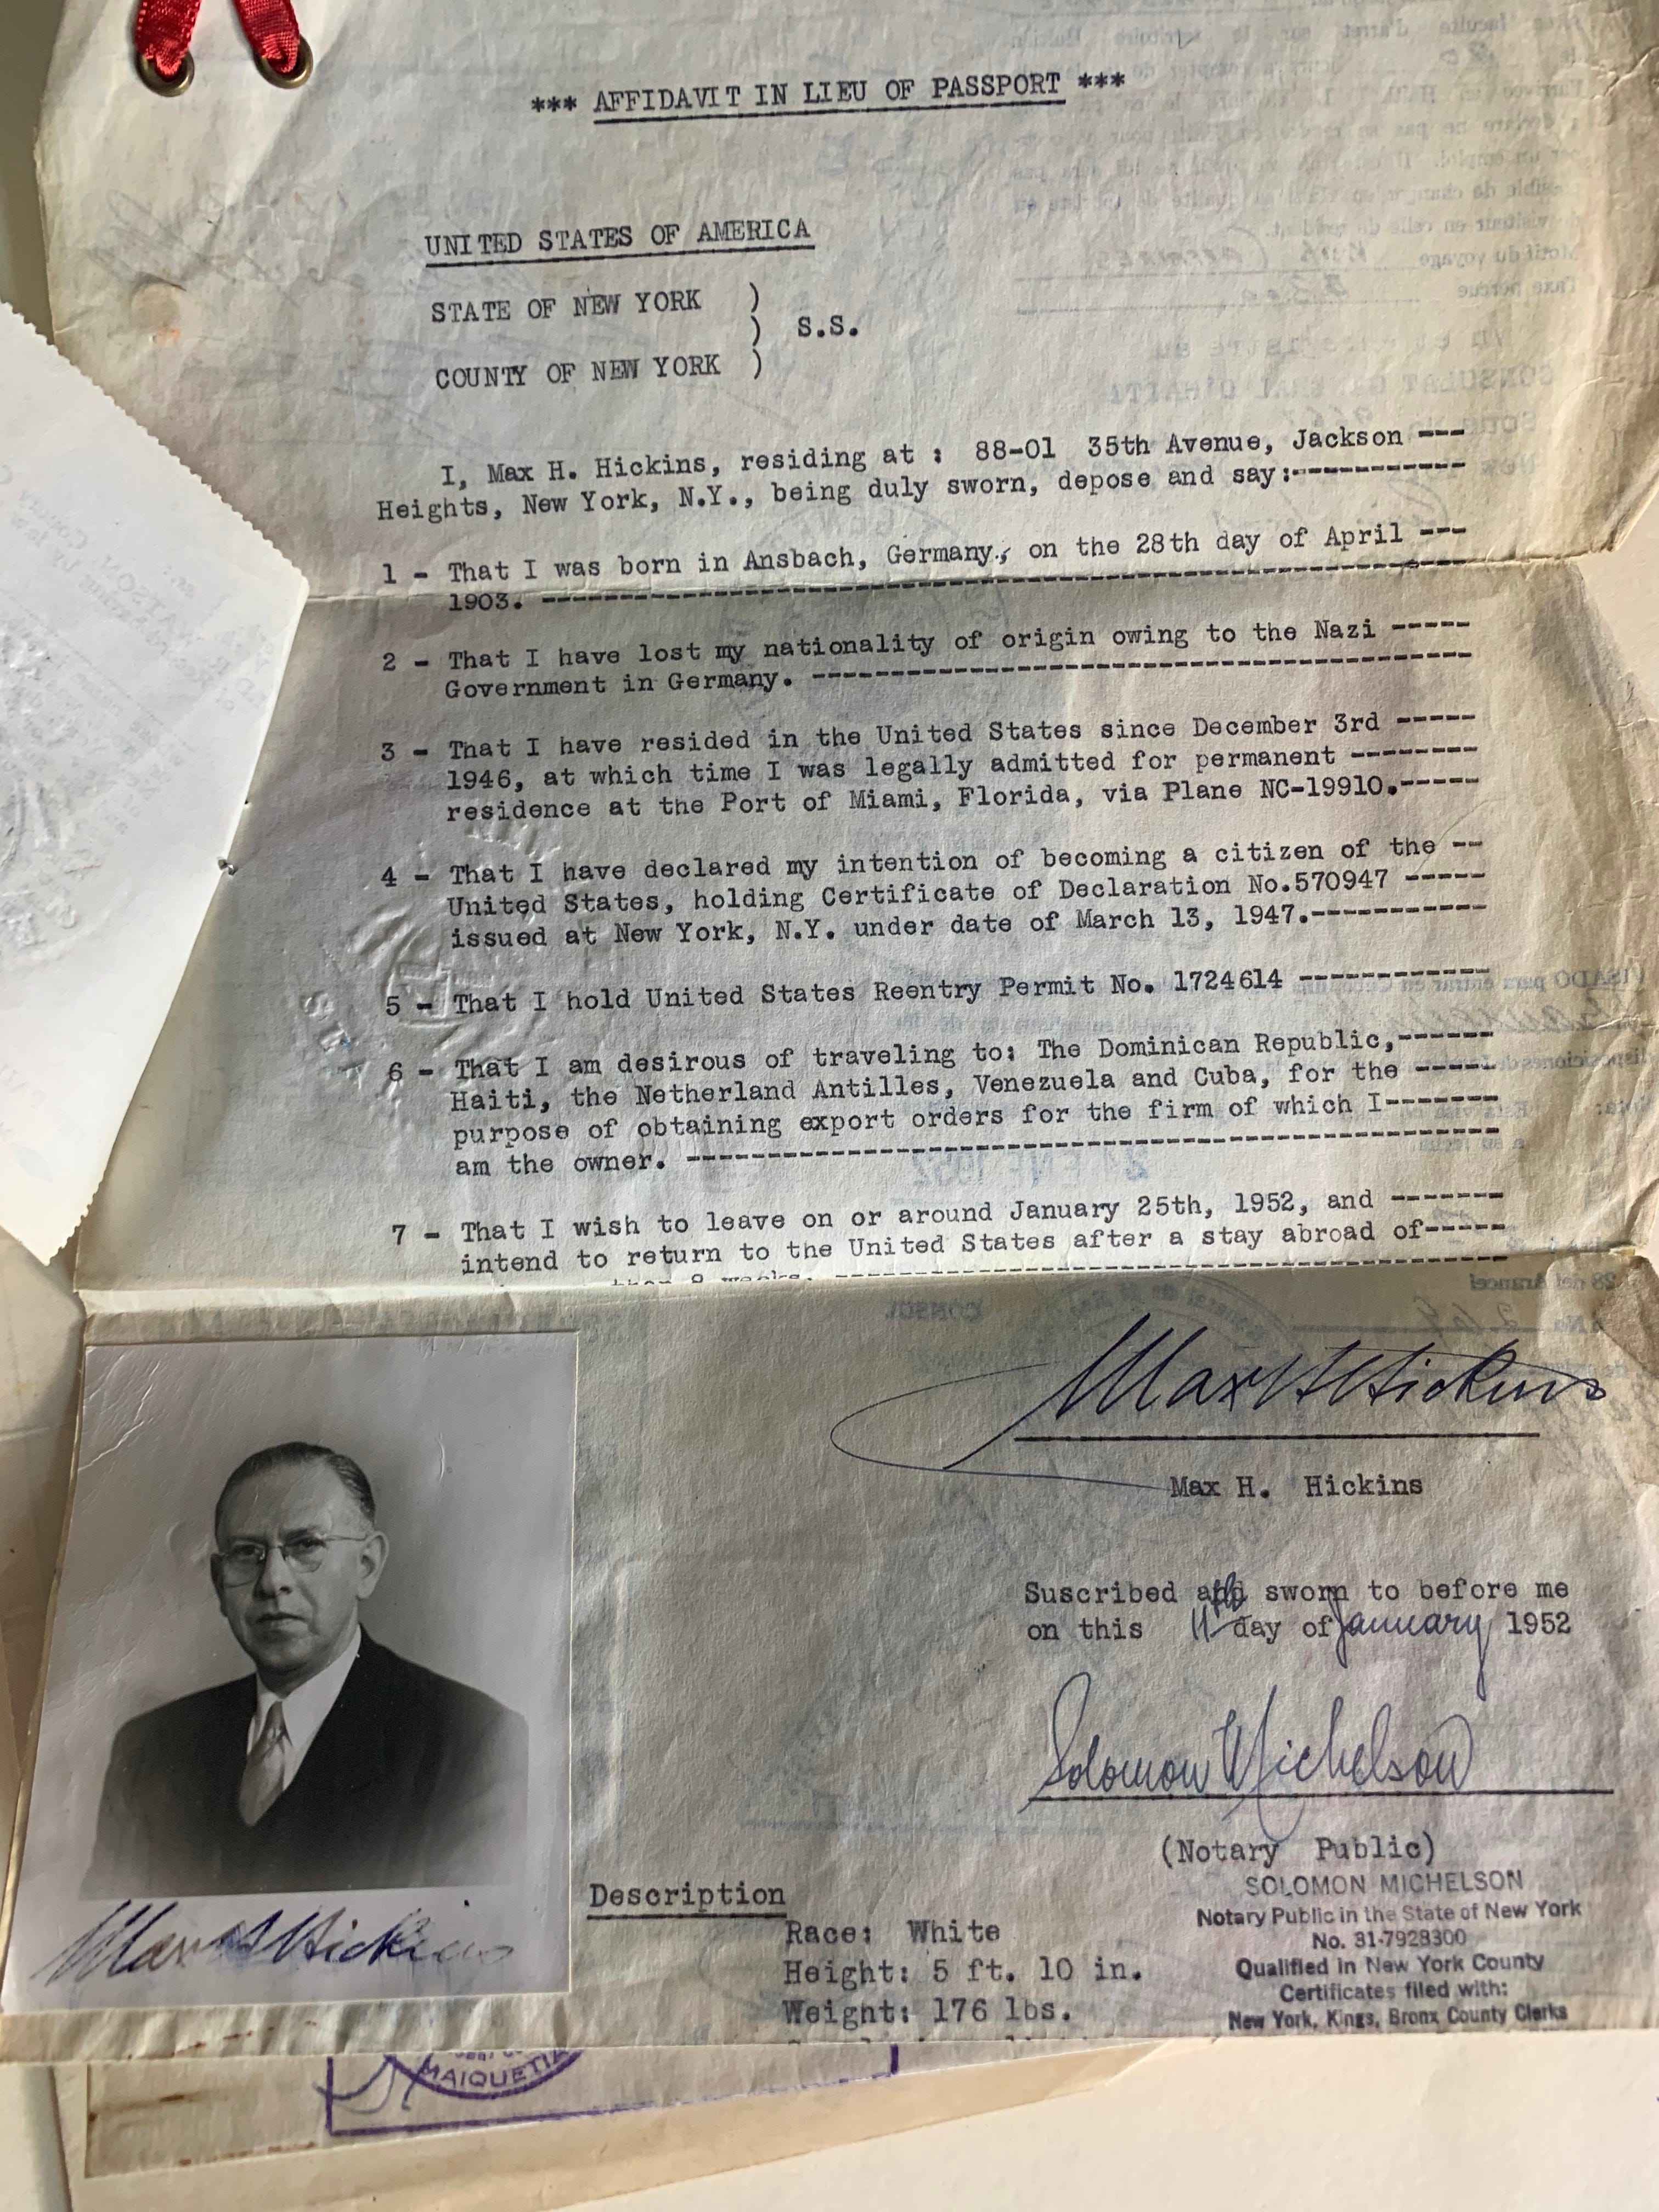 *** AFFIDAVIT IN LIEU OF PASSPORT ***
UNITED STATES OF AMERICA
STATE OF NEW YORK )
) S.S.
COUNTY OF NEW YORK )
I, Max H. Hickins, residing at : 88-01 35th Avenue, Jackson ---
Heights, New York, N.Y., being duly sworn, depose and say:------------
1 - That I was born in Ansbach, Germany, on the 28th day of April ---
1903. ----------------------------------------------------------------
2 - That I have lost my nationality of origin owing to the Nazi -----
Government in Germany. ---------------------------------------------
3 - That I have resided in the United States since December 3rd -----
1946, at which time I was legally admitted for permanent --------
residence at the Port of Miami, Florida, via Plane NC-19910.-----
4 - That I have declared my intention of becoming a citizen of the --
United States, holding Certificate of Declaration No.570947 -----
issued at New York, N.Y. under date of March 13, 1947.-----------
5 - That I hold United States Reentry Permit No. 1724614 ------------
6 - That I am desirous of traveling to: The Dominican Republic,------
Haiti, the Netherland Antilles, Venezuela and Cuba, for the -----
purpose of obtaining export orders for the firm of which I-------
am the owner. ---------------------------------------------------
7 - That I wish to leave on or around January 25th, 1952, and -------
intend to return to the United States after a stay abroad of-----
than 8 weeks. ---------------------------------------------
Max H Hickins
Max H. Hickins
Suscribed and sworn to before me
on this 11th day of January 1952
Solomon Michelson
(Notary Public)
SOLOMON MICHELSON
Notary Public in the State of New York
No. 31-7928300
Qualified in New York County
Certificates filed with:
New York, Kings, Bronx County Clerks
Max H Hickins
Description
Race: White
Height: 5 ft. 10 in.
Weight: 176 lbs.
MAIQUETIA